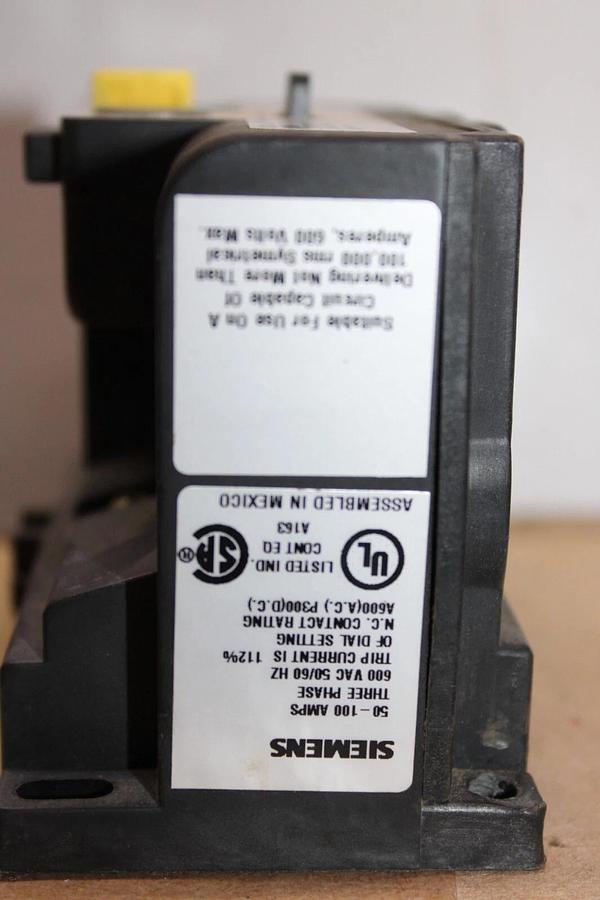 SIEMENS
50-100 AMPS
THREE PHASE
600 VAC 50/60 HZ
TRIP CURRENT IS 112%
OF DIAL SETTING
N.C. CONTACT RATING
A600(A.C.) P300(D.C.)
UL LISTED IND.
CONT EQ
A163
SA ®
ASSEMBLED IN MEXICO
Suitable For Use On A
Circuit Capable Of
Delivering Not More Than
100,000 rms Symetrical
Amperes, 600 Volts Max.